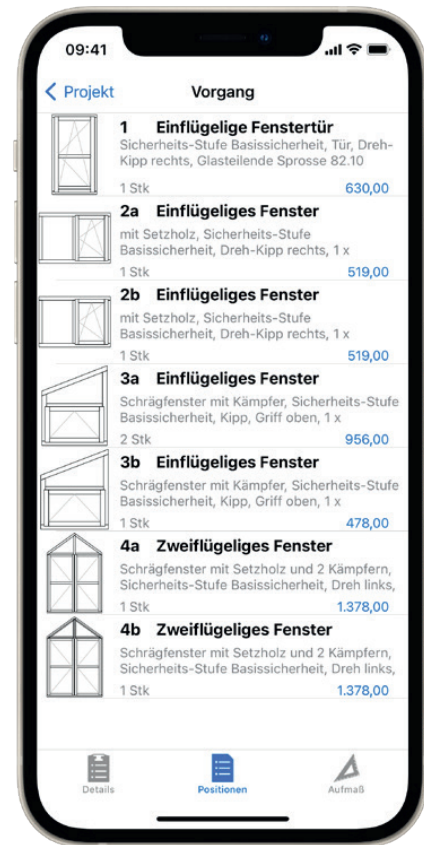 09:41
Projekt Vorgang
1 Einflügelige Fenstertür
Sicherheits-Stufe Basissicherheit, Tür, Dreh-
Kipp rechts, Glasteilende Sprosse 82.10
1 Stk 630,00
2a Einflügeliges Fenster
mit Setzholz, Sicherheits-Stufe
Basissicherheit, Dreh-Kipp rechts, 1 x
1 Stk 519,00
2b Einflügeliges Fenster
mit Setzholz, Sicherheits-Stufe
Basissicherheit, Dreh-Kipp rechts, 1 x
1 Stk 519,00
3a Einflügeliges Fenster
Schrägfenster mit Kämpfer, Sicherheits-Stufe
Basissicherheit, Kipp, Griff oben, 1 x
2 Stk 956,00
3b Einflügeliges Fenster
Schrägfenster mit Kämpfer, Sicherheits-Stufe
Basissicherheit, Kipp, Griff oben, 1 x
1 Stk 478,00
4a Zweiflügeliges Fenster
Schrägfenster mit Setzholz und 2 Kämpfern,
Sicherheits-Stufe Basissicherheit, Dreh links,
1 Stk 1.378,00
4b Zweiflügeliges Fenster
Schrägfenster mit Setzholz und 2 Kämpfern,
Sicherheits-Stufe Basissicherheit, Dreh links,
1 Stk 1.378,00
Details Positionen Aufmaß